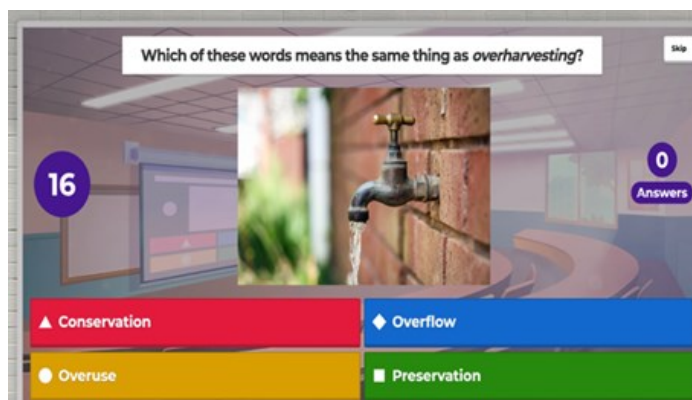 Which of these words means the same thing as overharvesting?
Skip
16
0
Answers
Conservation
Overflow
Overuse
Preservation